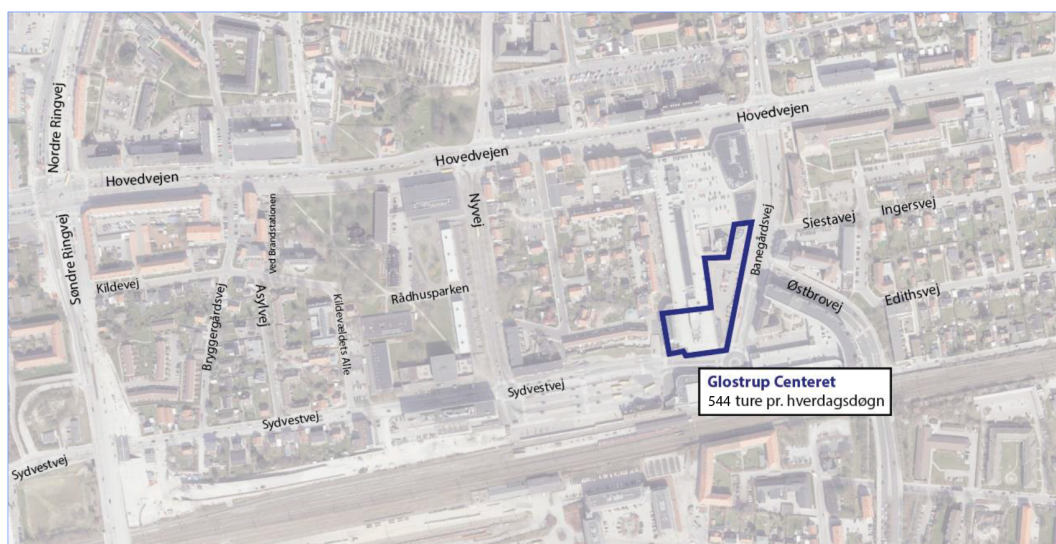 Nordre Ringvej
Hovedvejen
Hovedvejen
Hovedvejen
Søndre Ringvej
Kildevej
Bryggergårdsvej
Asylvej
Ved Brandstationen
Kildevældets Alle
Rådhusparken
Nyvej
Banegårdsvej
Siestavej
Ingersvej
Østbrovej
Edithsvej
Sydvestvej
Sydvestvej
Sydvestvej
Glostrup Centeret
544 ture pr. hverdagsdøgn